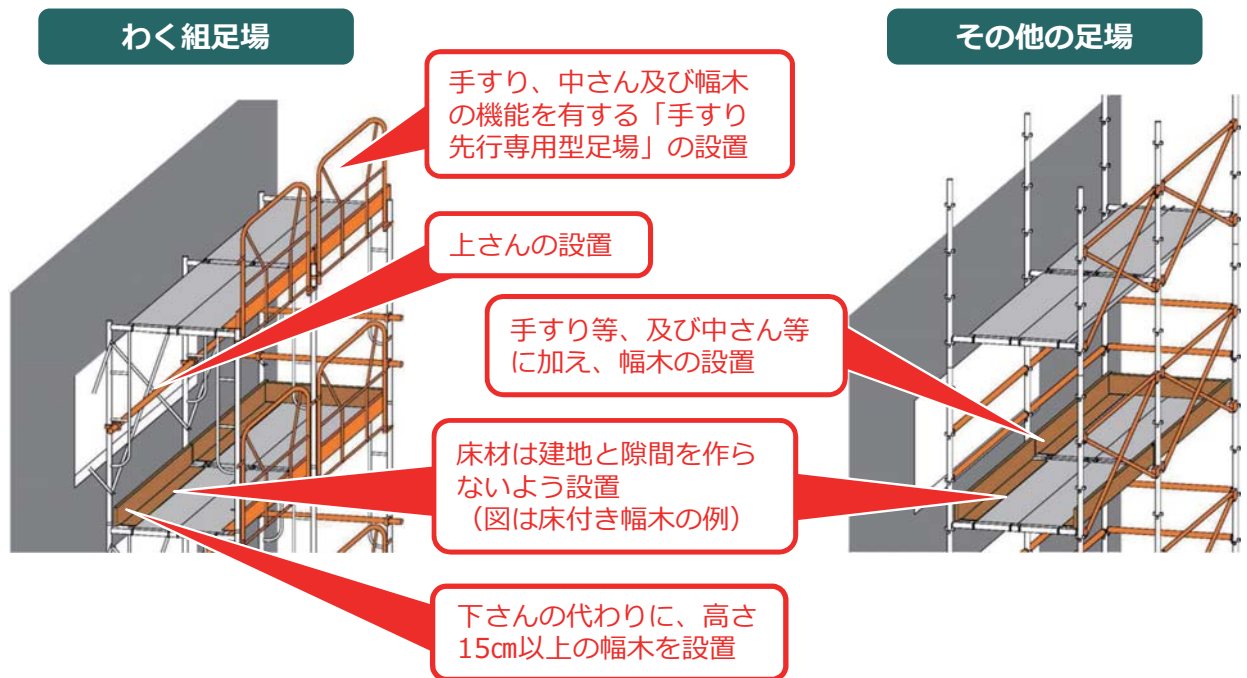 わく組足場
その他の足場
手すり、中さん及び幅木
の機能を有する「手すり
先行専用型足場」の設置
上さんの設置
手すり等、及び中さん等
に加え、幅木の設置
床材は建地と隙間を作ら
ないよう設置
（図は床付き幅木の例）
下さんの代わりに、高さ
15㎝以上の幅木を設置